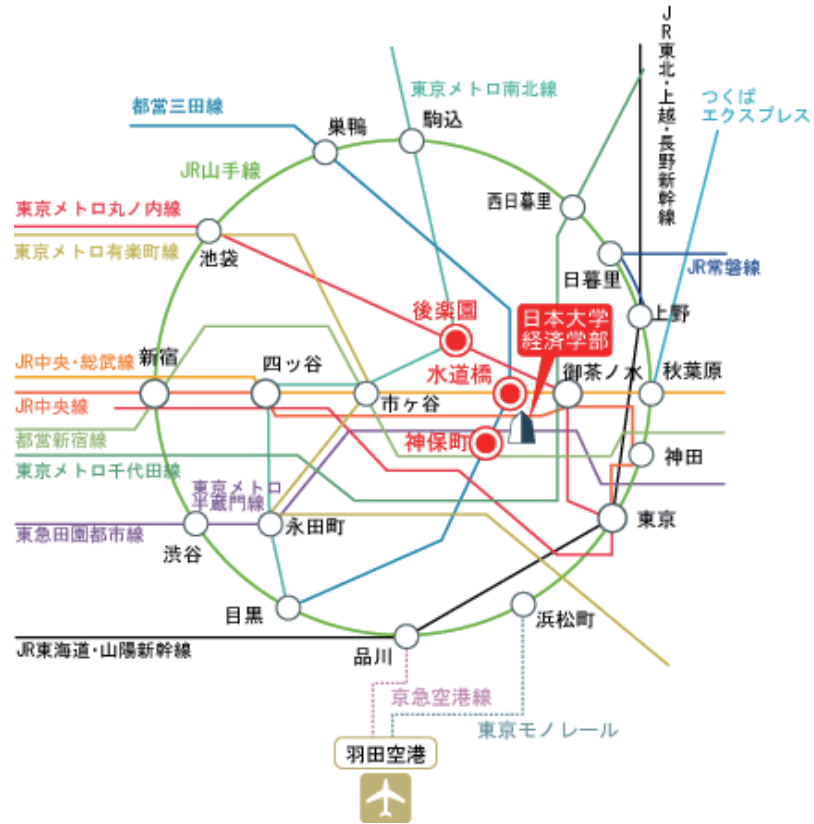 JR東北・上越・長野新幹線
東京メトロ南北線
つくば
エクスプレス
都営三田線
巣鴨
駒込
JR山手線
西日暮里
東京メトロ丸ノ内線
東京メトロ有楽町線
池袋
日暮里
JR常磐線
後楽園
日本大学
経済学部
上野
新宿
四ッ谷
JR中央・総武線
水道橋
御茶ノ水
秋葉原
JR中央線
市ヶ谷
都営新宿線
神保町
神田
東京メトロ千代田線
東京メトロ
半蔵門線
東急田園都市線
永田町
東京
渋谷
目黒
浜松町
JR東海道・山陽新幹線
品川
京急空港線
東京モノレール
羽田空港